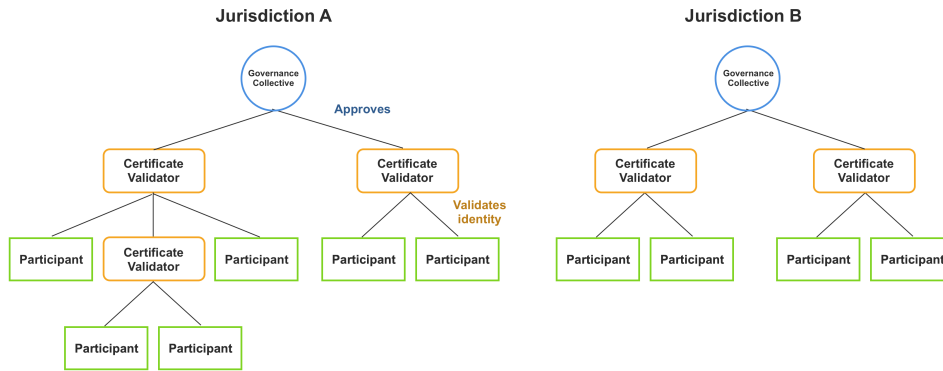 Jurisdiction A
Jurisdiction B
Governance
Collective
Governance
Collective
Approves
Certificate
Validator
Certificate
Validator
Certificate
Validator
Certificate
Validator
Validates
identity
Participant
Certificate
Validator
Participant
Participant
Participant
Participant
Participant
Participant
Participant
Participant
Participant